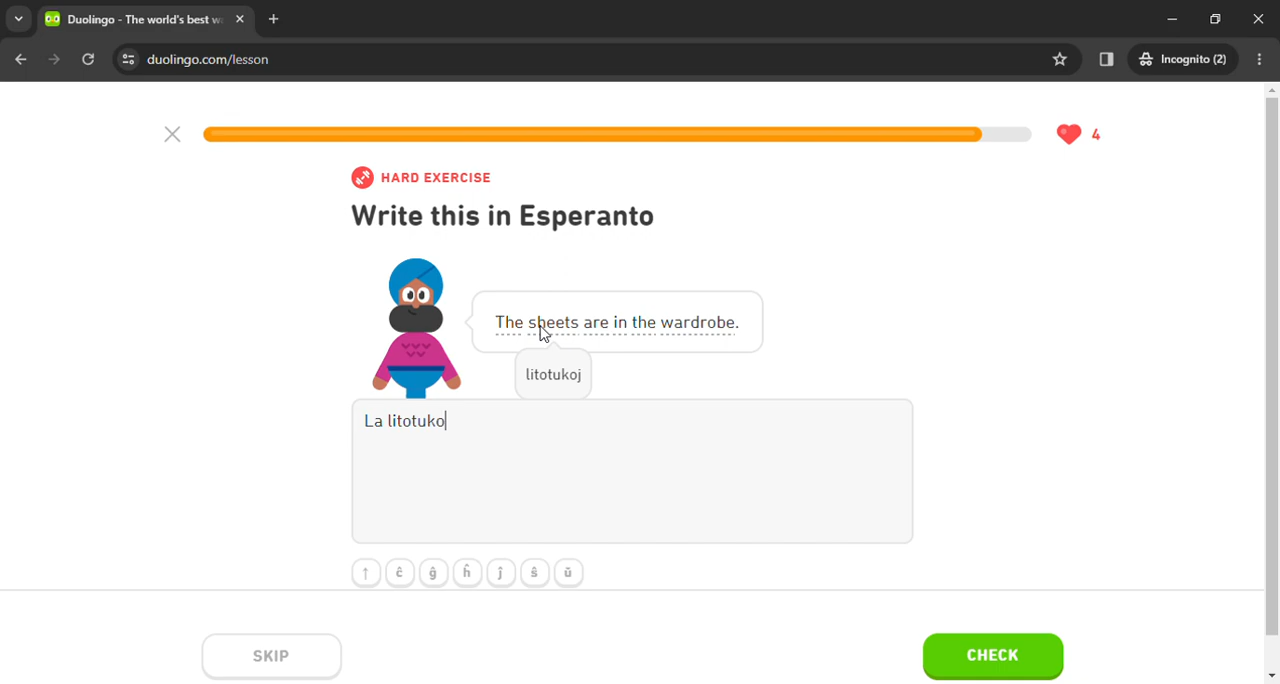 Duolingo - The world's best w
duolingo.com/lesson
Incognito (2)
4
HARD EXERCISE
Write this in Esperanto
The sheets are in the wardrobe.
litotukoj
La litotuko
↑ ĉ ĝ ĥ ĵ ŝ ŭ
SKIP
CHECK